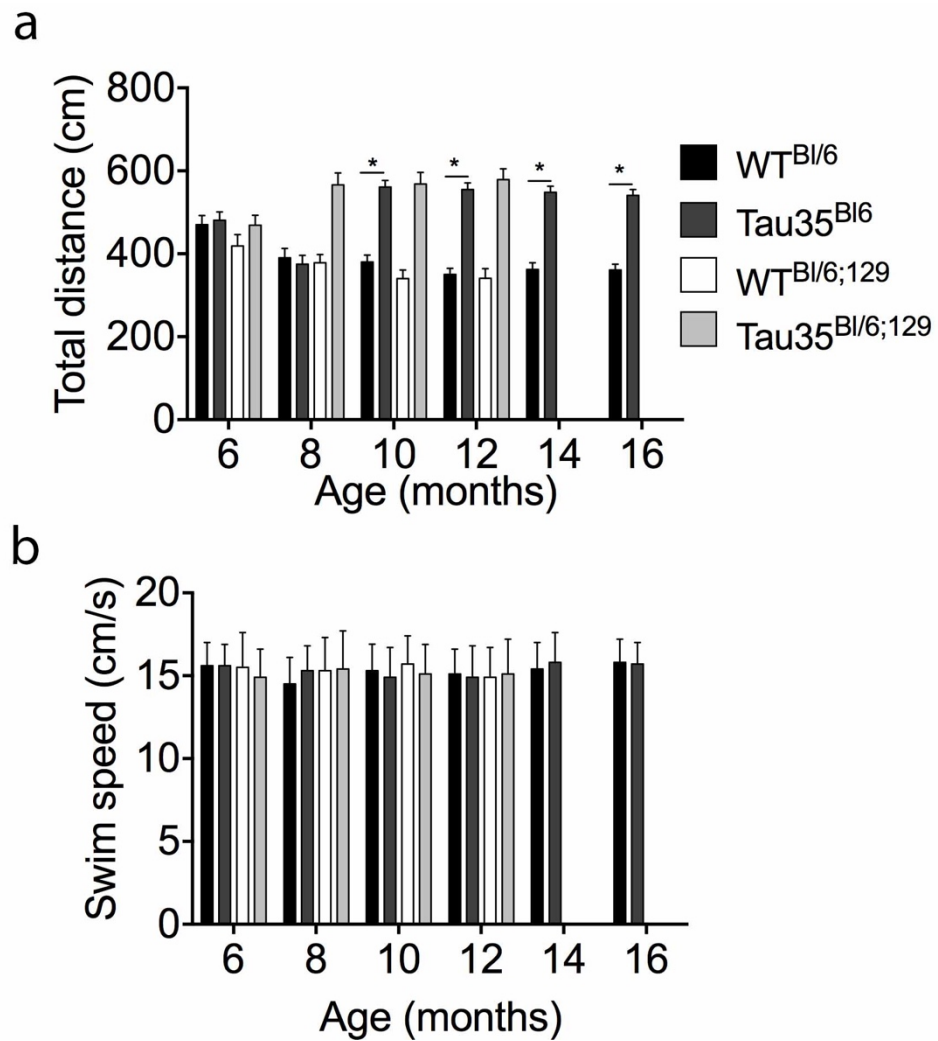 a
Total distance (cm)
800
600
400
200
0
* * * *
6 8 10 12 14 16
Age (months)
WT^Bl/6
Tau35^Bl6
WT^Bl/6;129
Tau35^Bl/6;129
b
Swim speed (cm/s)
20
15
10
5
0
6 8 10 12 14 16
Age (months)